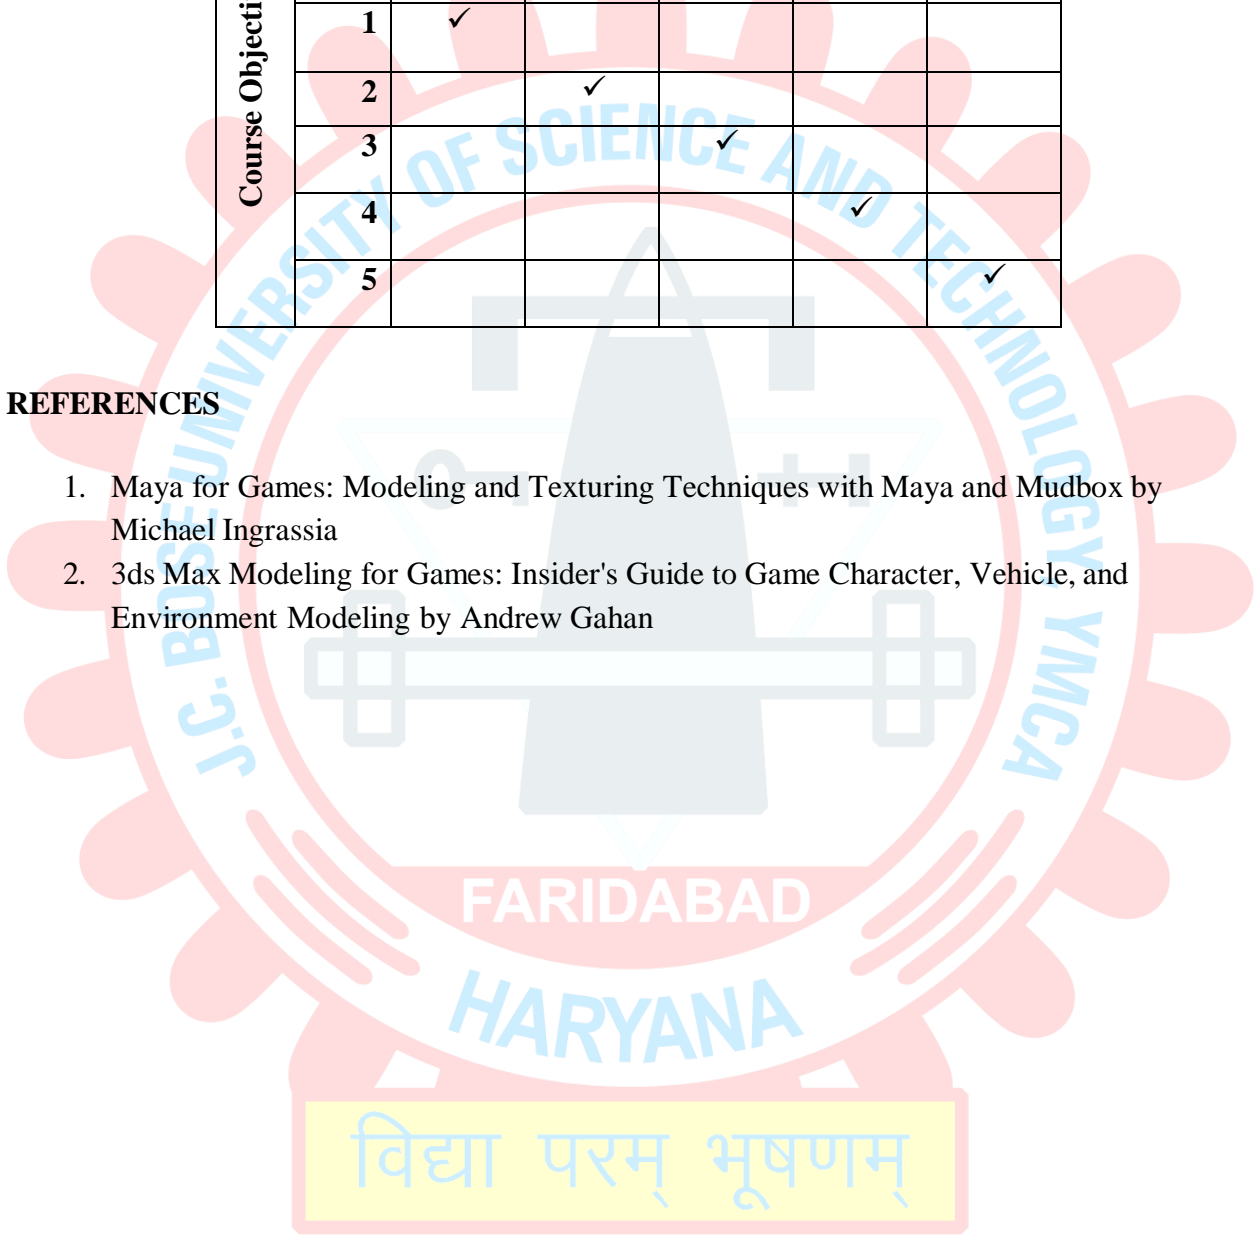 Course Objecti
1 ✓
2 ✓
3 ✓
4 ✓
5 ✓
REFERENCES
1. Maya for Games: Modeling and Texturing Techniques with Maya and Mudbox by
Michael Ingrassia
2. 3ds Max Modeling for Games: Insider's Guide to Game Character, Vehicle, and
Environment Modeling by Andrew Gahan
J.C. BOSE UNIVERSITY OF SCIENCE AND TECHNOLOGY YMCA
FARIDABAD
HARYANA
विद्या परम् भूषणम्